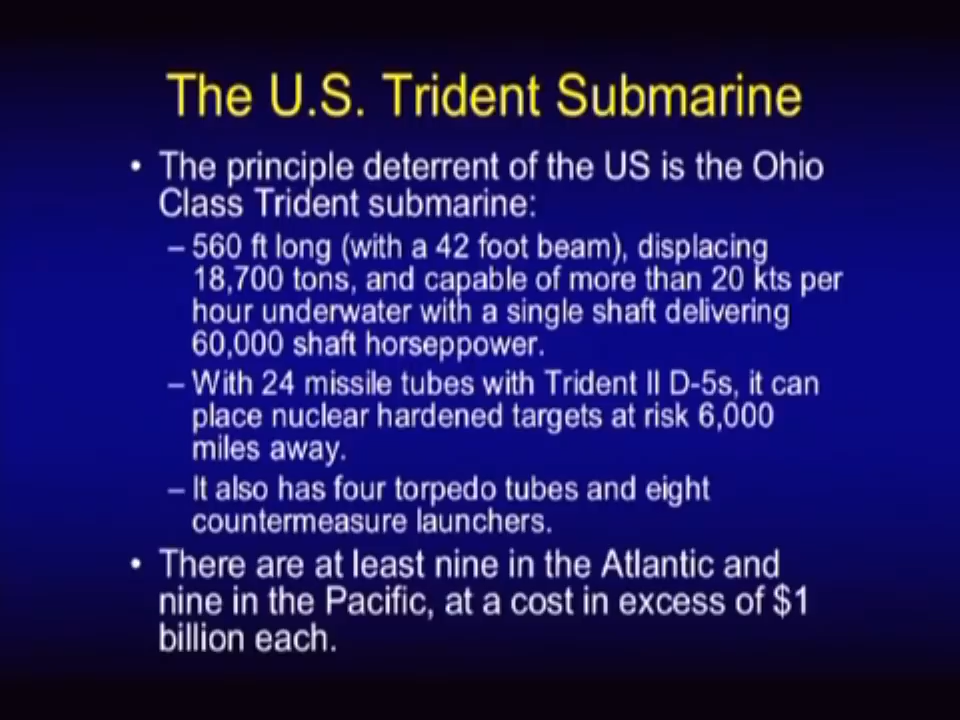 The U.S. Trident Submarine
• The principle deterrent of the US is the Ohio
Class Trident submarine:
– 560 ft long (with a 42 foot beam), displacing
18,700 tons, and capable of more than 20 kts per
hour underwater with a single shaft delivering
60,000 shaft horseppower.
– With 24 missile tubes with Trident II D-5s, it can
place nuclear hardened targets at risk 6,000
miles away.
– It also has four torpedo tubes and eight
countermeasure launchers.
• There are at least nine in the Atlantic and
nine in the Pacific, at a cost in excess of $1
billion each.